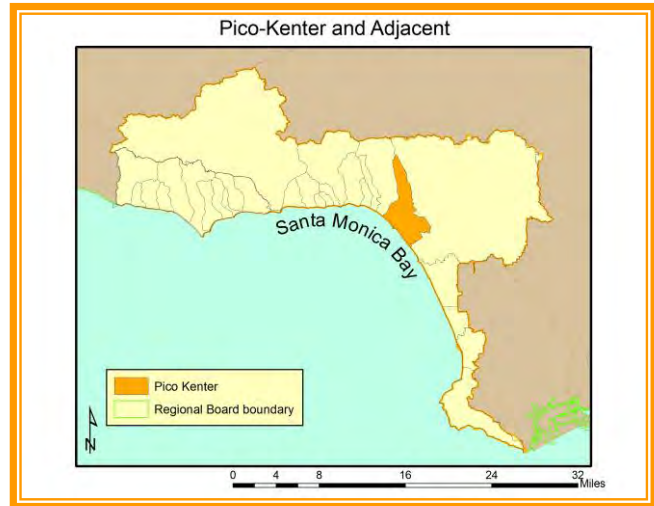 Pico-Kenter and Adjacent
Santa Monica Bay
Pico Kenter
Regional Board boundary
N
0 4 8 16 24 32
Miles